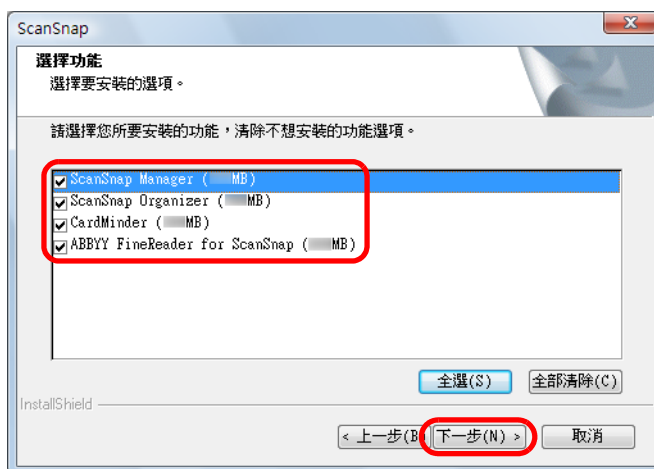 ScanSnap
選擇功能
選擇要安裝的選項。
請選擇您所要安裝的功能，清除不想安裝的功能選項。
ScanSnap Manager ( MB)
ScanSnap Organizer ( MB)
CardMinder ( MB)
ABBYY FineReader for ScanSnap ( MB)
全選(S) 全部清除(C)
InstallShield
< 上一步(B) 下一步(N) > 取消